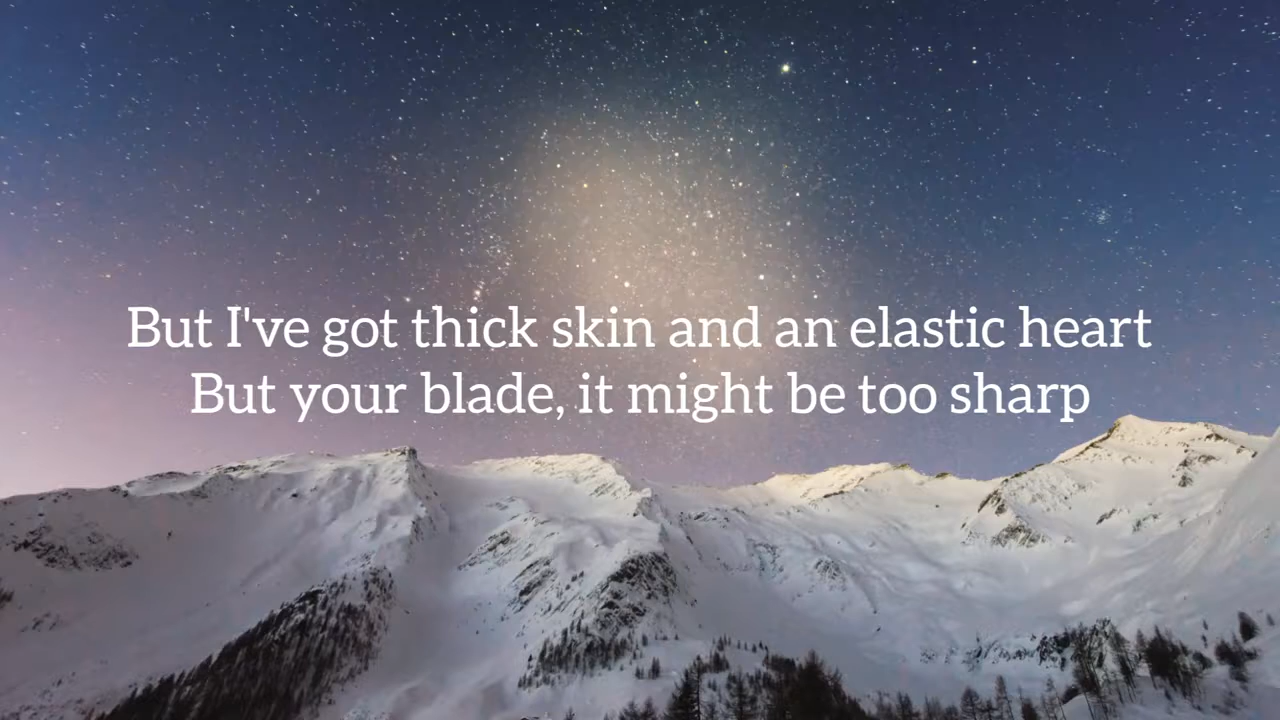 But I've got thick skin and an elastic heart
But your blade, it might be too sharp